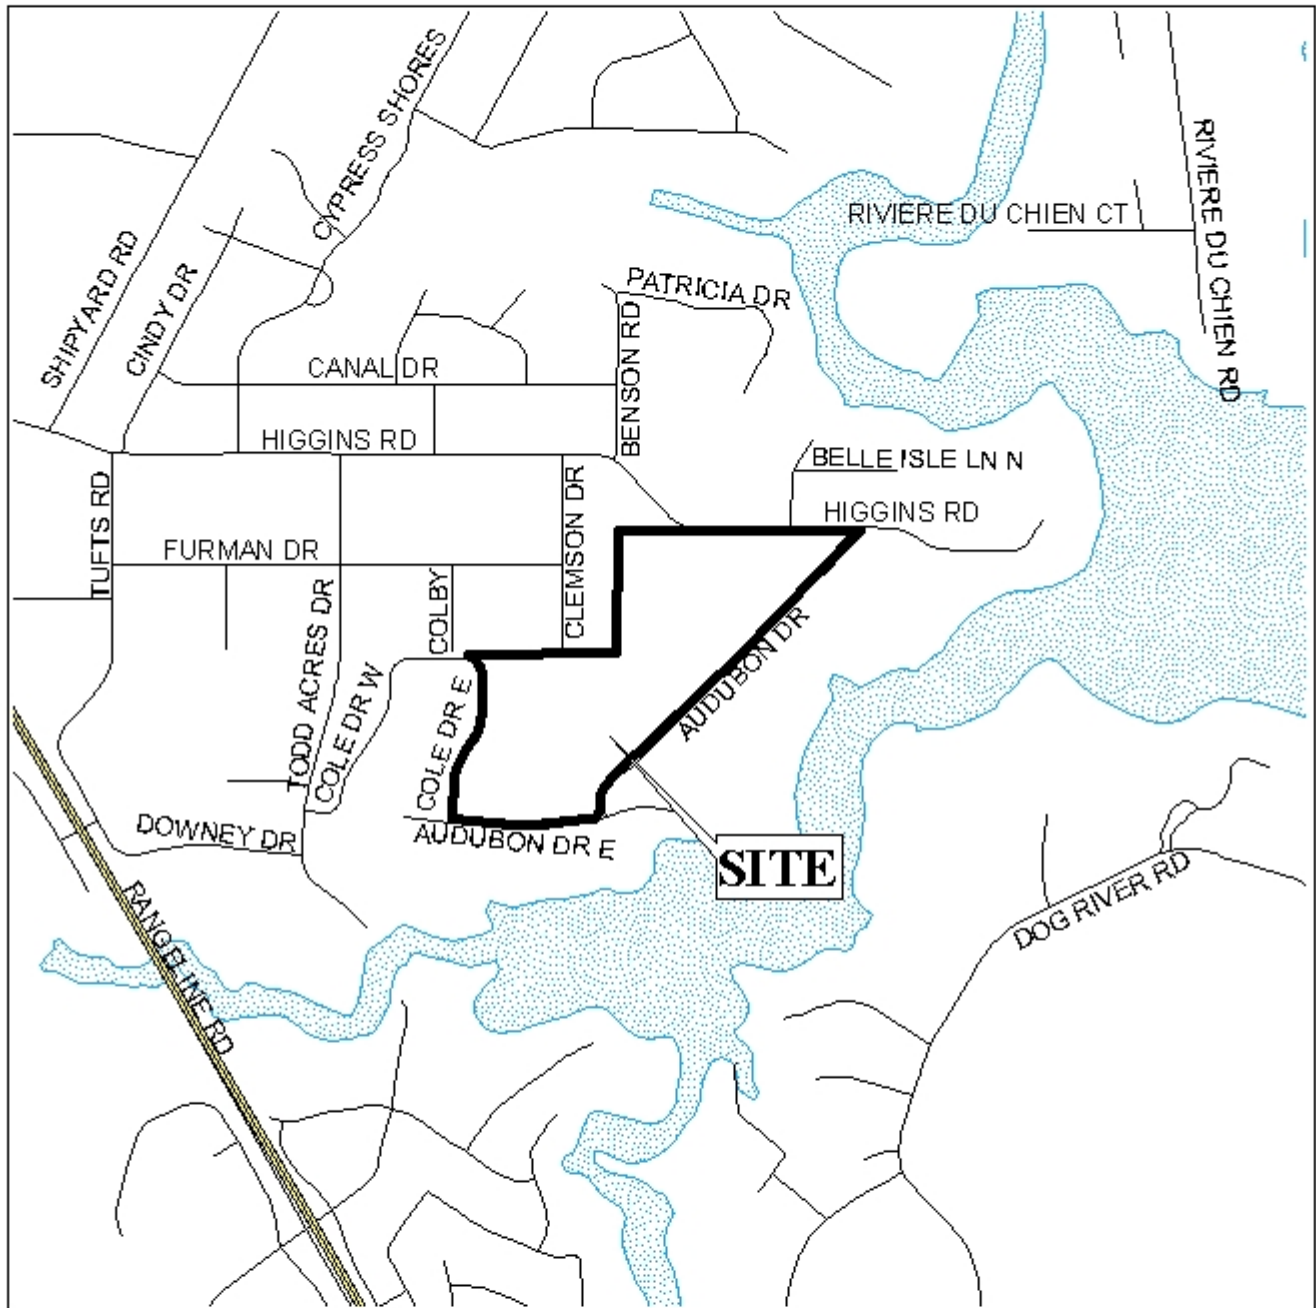 CYPRESS SHORES
RIVIERE DU CHIEN RD
RIVIERE DU CHIEN CT
SHIPYARD RD
CINDY DR
PATRICIA DR
CANAL DR
BENSON RD
HIGGINS RD
BELLE ISLE LN N
HIGGINS RD
TUFTS RD
CLEMSON DR
FURMAN DR
COLBY
TODD ACRES DR
COLE DR W
COLE DR E
AUDUBON DR
DOWNEY DR
AUDUBON DR E
SITE
RANGELINE RD
DOG RIVER RD